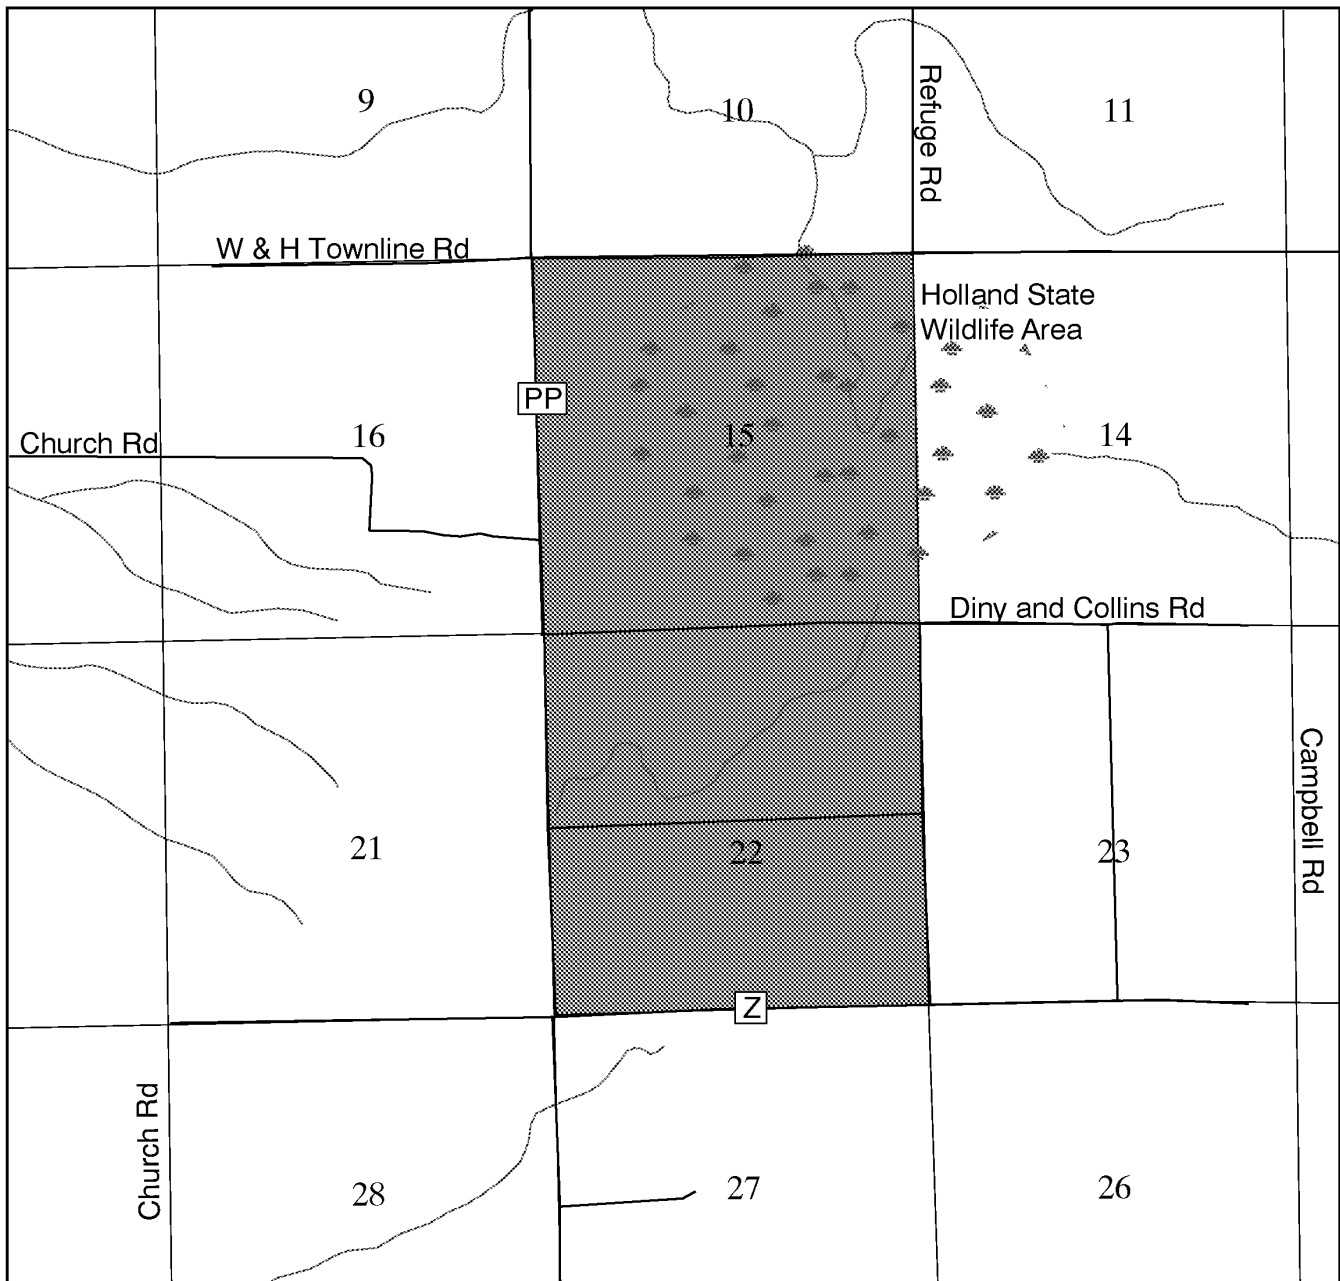 9
10
11
Refuge Rd
W & H Townline Rd
Holland State
Wildlife Area
PP
Church Rd
16
15
14
Diny and Collins Rd
Campbell Rd
21
22
23
Z
Church Rd
28
27
26